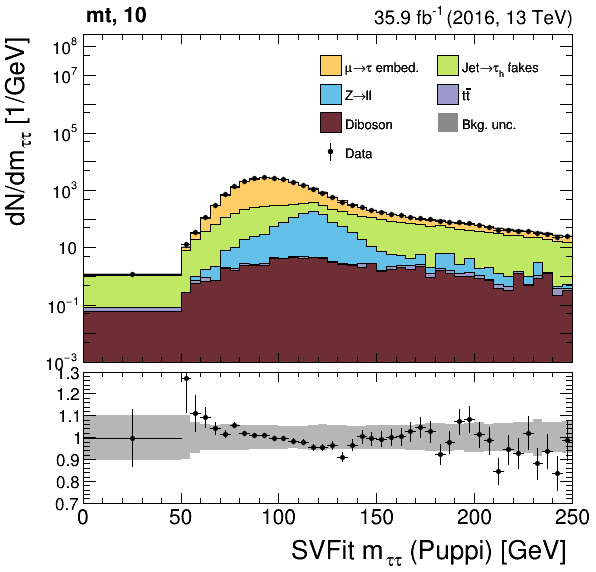 mt, 10
35.9 fb⁻¹ (2016, 13 TeV)
dN/dm_ττ [1/GeV]
10⁸
10⁷
10⁵
10³
10
10⁻¹
10⁻³
μ→τ embed.
Jet→τ_h fakes
Z→ll
tt̅
Diboson
Bkg. unc.
Data
1.3
1.2
1.1
1
0.9
0.8
0.7
0 50 100 150 200 250
SVFit m_ττ (Puppi) [GeV]